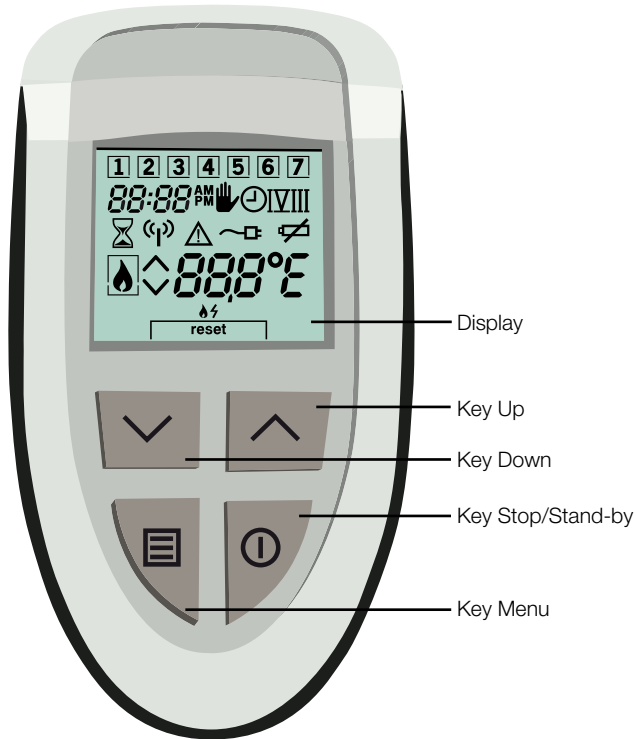 1 2 3 4 5 6 7
88:88 AM PM IVIII
88,8°E
reset
Display
Key Up
Key Down
Key Stop/Stand-by
Key Menu